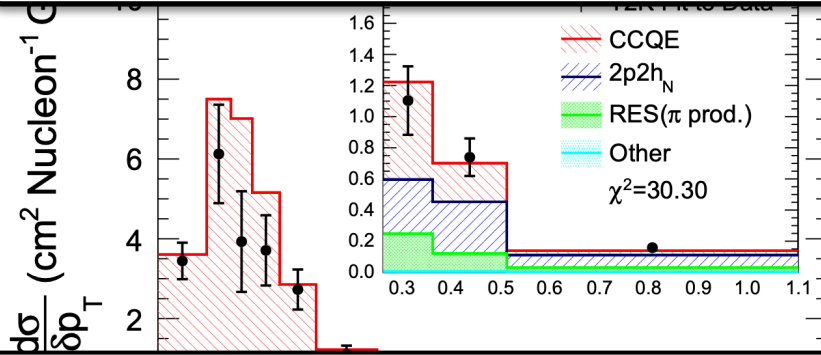 1.6
1.4
1.2
1.0
0.8
0.6
0.4
0.2
0.0
0.3 0.4 0.5 0.6 0.7 0.8 0.9 1.0 1.1
Fit to Data
CCQE
2p2h_N
RES(π prod.)
Other
χ²=30.30
8
6
4
2
dσ
δp_T (cm² Nucleon⁻¹ G